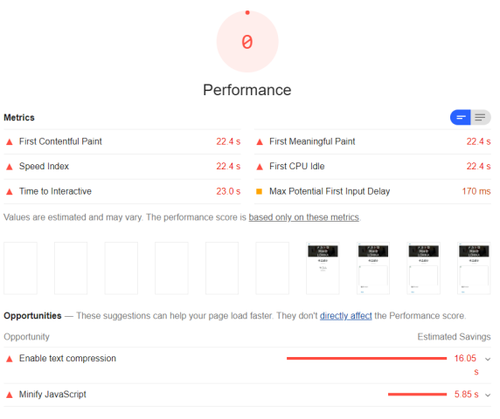 0
Performance
Metrics
First Contentful Paint 22.4 s
First Meaningful Paint 22.4 s
Speed Index 22.4 s
First CPU Idle 22.4 s
Time to Interactive 23.0 s
Max Potential First Input Delay 170 ms
Values are estimated and may vary. The performance score is based only on these metrics.
Opportunities — These suggestions can help your page load faster. They don't directly affect the Performance score.
Opportunity Estimated Savings
Enable text compression 16.05 s
Minify JavaScript 5.85 s